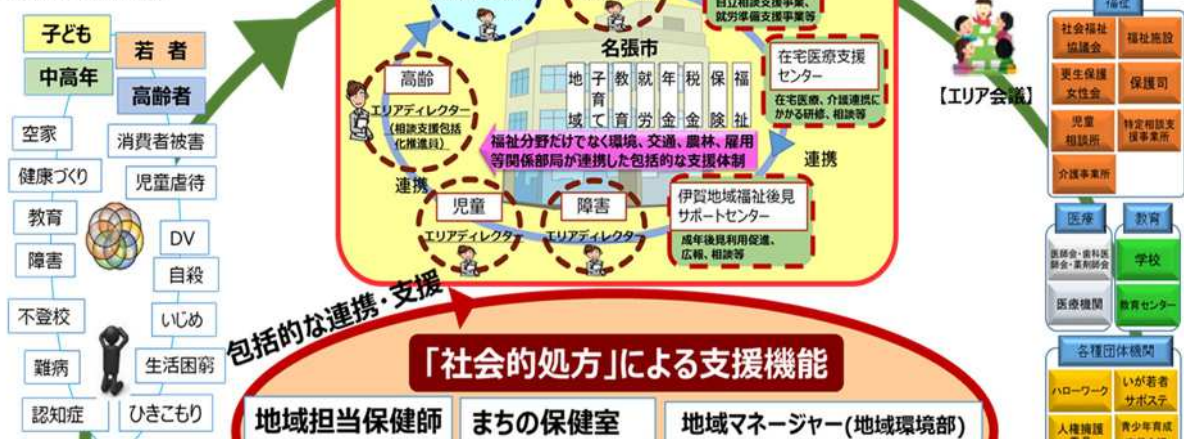 子ども
若者
中高年
高齢者
空家
消費者被害
健康づくり
児童虐待
教育
DV
障害
自殺
不登校
いじめ
難病
生活困窮
認知症
ひきこもり
自立相談支援事業、
就労準備支援事業等
名張市
地域
子育て
教育
就労
年金
税金
保険
福祉
高齢
エリアディレクター
(相談支援包括
化推進員)
在宅医療支援
センター
在宅医療、介護連携に
かかる研修、相談等
福祉分野だけでなく環境、交通、農林、雇用
等関係部局が連携した包括的な支援体制
連携
連携
児童
エリアディレクター
障害
エリアディレクター
伊賀地域福祉後見
サポートセンター
成年後見利用促進、
広報、相談等
包括的な連携・支援
「社会的処方」による支援機能
地域担当保健師
まちの保健室
地域マネージャー(地域環境部)
【エリア会議】
福祉
社会福祉
協議会
福祉施設
更生保護
女性会
保護司
児童
相談所
特定相談支
援事業所
介護事業所
医療
教育
医師会・歯科医
師会・薬剤師会
学校
医療機関
教育センター
各種団体機関
ハローワーク
いが若者
サポステ
人権擁護
青少年育成